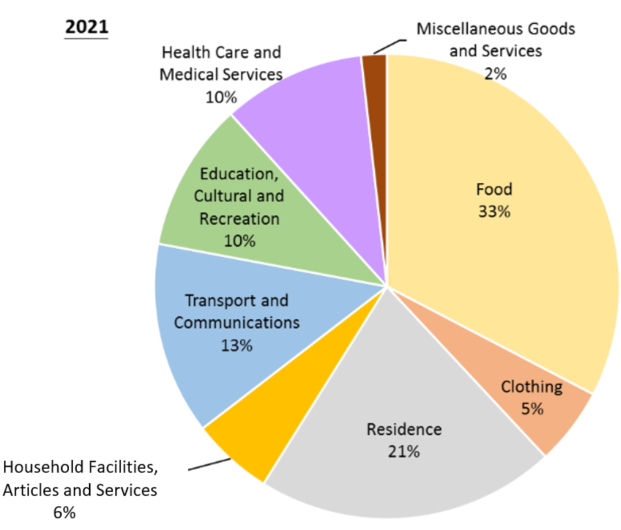 2021
Miscellaneous Goods
and Services
2%
Health Care and
Medical Services
10%
Education,
Cultural and
Recreation
10%
Food
33%
Transport and
Communications
13%
Clothing
5%
Residence
21%
Household Facilities,
Articles and Services
6%